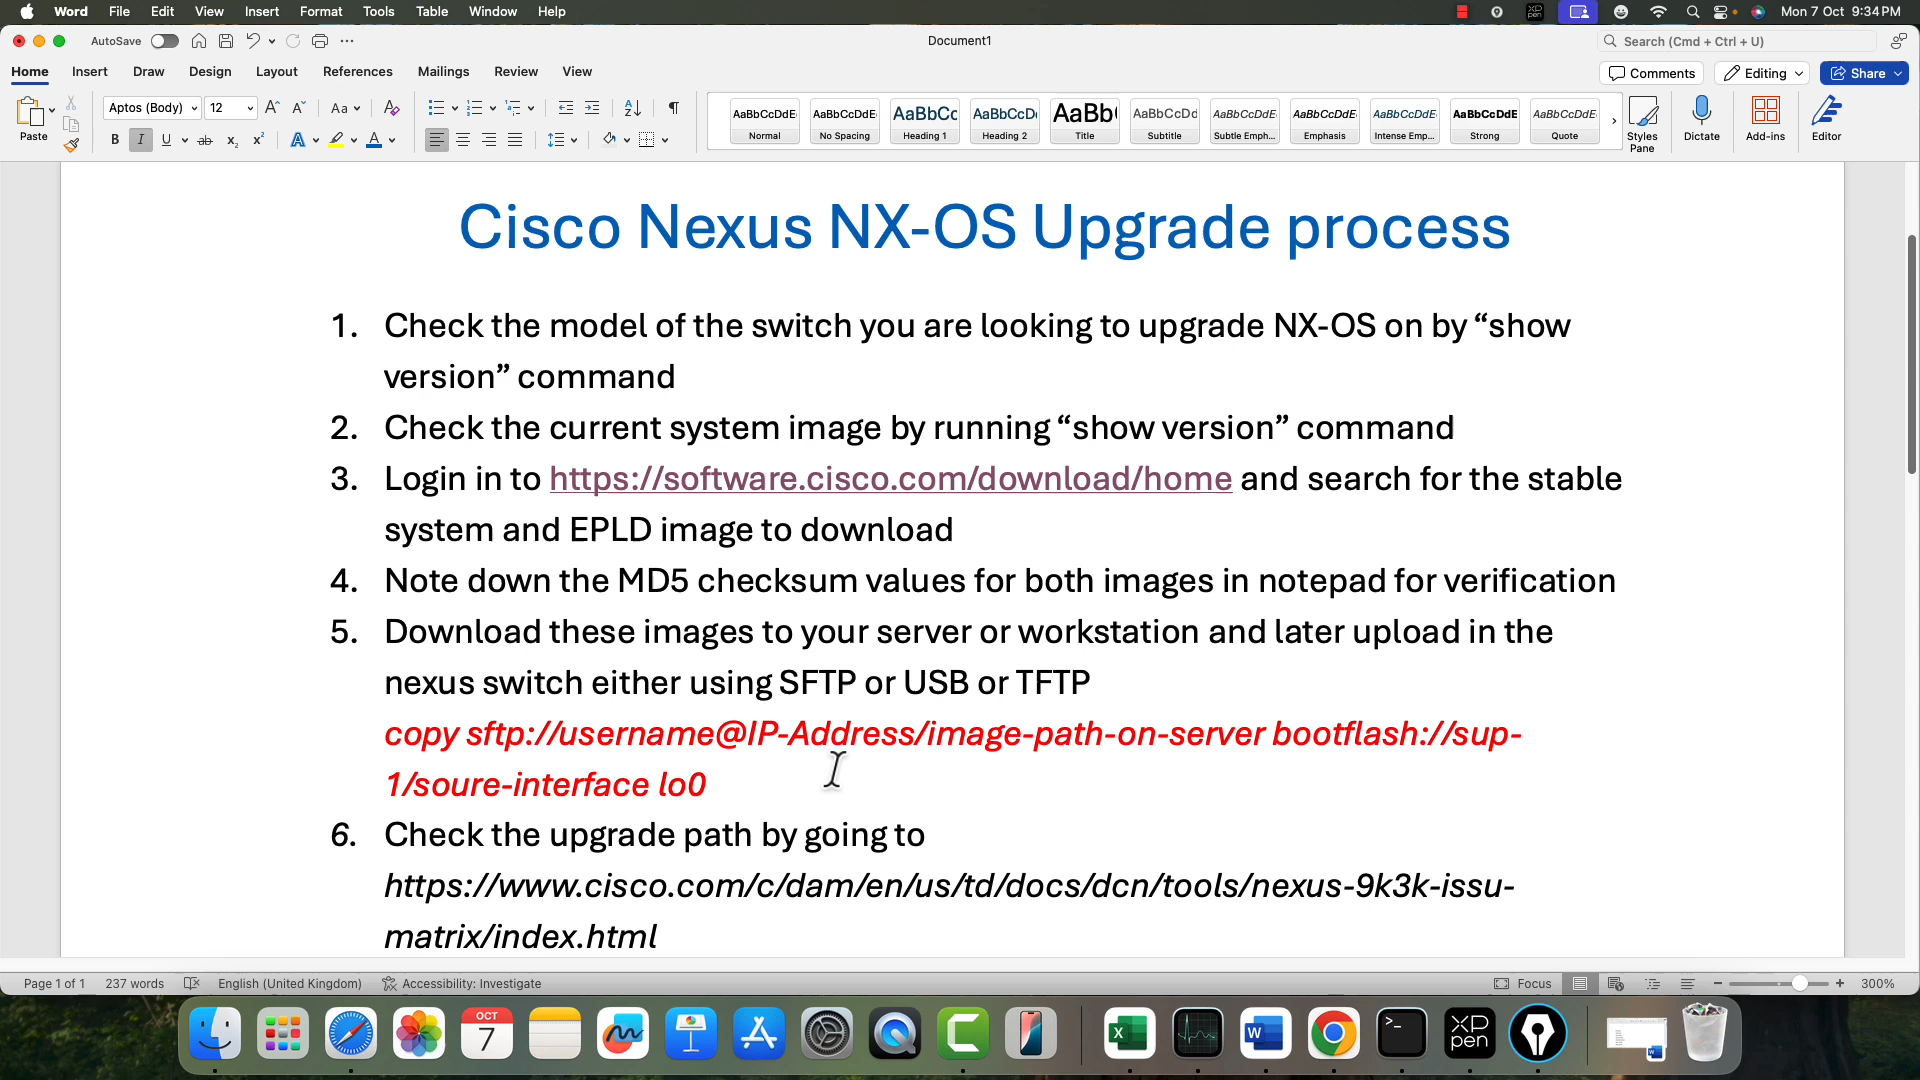 Word File Edit View Insert Format Tools Table Window Help
Mon 7 Oct 9:34 PM
AutoSave
Document1
Search (Cmd + Ctrl + U)
Home Insert Draw Design Layout References Mailings Review View
Comments Editing Share
Paste
Aptos (Body) 12
AaBbCcDdE AaBbCcDdE AaBbCc AaBbCcD AaBb AaBbCcDd AaBbCcDdE AaBbCcDdE AaBbCcDdE AaBbCcDdE AaBbCcDdE
Normal No Spacing Heading 1 Heading 2 Title Subtitle Subtle Emph... Emphasis Intense Emp... Strong Quote
Styles Pane
Dictate Add-ins Editor
Cisco Nexus NX-OS Upgrade process
1. Check the model of the switch you are looking to upgrade NX-OS on by “show
version” command
2. Check the current system image by running “show version” command
3. Login in to https://software.cisco.com/download/home and search for the stable
system and EPLD image to download
4. Note down the MD5 checksum values for both images in notepad for verification
5. Download these images to your server or workstation and later upload in the
nexus switch either using SFTP or USB or TFTP
copy sftp://username@IP-Address/image-path-on-server bootflash://sup-
1/soure-interface lo0
6. Check the upgrade path by going to
https://www.cisco.com/c/dam/en/us/td/docs/dcn/tools/nexus-9k3k-issu-
matrix/index.html
Page 1 of 1 237 words English (United Kingdom) Accessibility: Investigate
Focus 300%
OCT
7
XP
pen